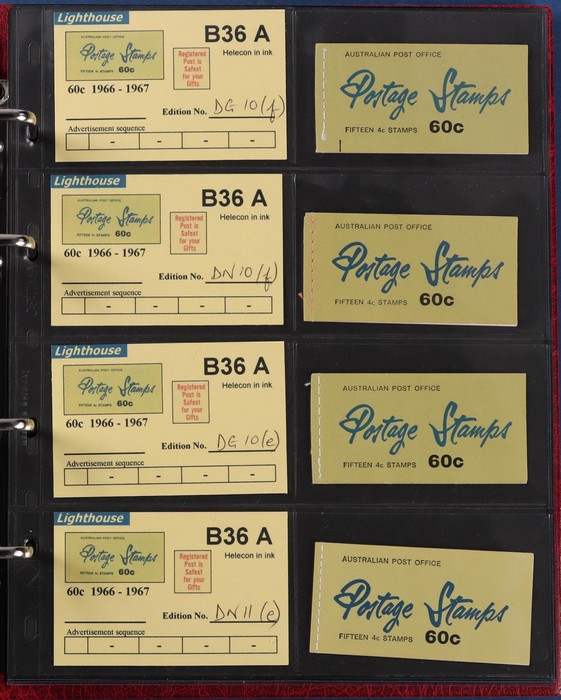 Lighthouse
AUSTRALIAN POST OFFICE
Postage Stamps
FIFTEEN 4c STAMPS 60c
B36 A
Helecon in ink
Registered
Post is
Safest
for your
Gifts
60c 1966 - 1967
Edition No. DG 10(f)
Advertisement sequence
- - - -
AUSTRALIAN POST OFFICE
Postage Stamps
FIFTEEN 4c STAMPS 60c
Lighthouse
AUSTRALIAN POST OFFICE
Postage Stamps
FIFTEEN 4c STAMPS 60c
B36 A
Helecon in ink
Registered
Post is
Safest
for your
Gifts
60c 1966 - 1967
Edition No. DN 10(f)
Advertisement sequence
- - - -
AUSTRALIAN POST OFFICE
Postage Stamps
FIFTEEN 4c STAMPS 60c
Lighthouse
AUSTRALIAN POST OFFICE
Postage Stamps
FIFTEEN 4c STAMPS 60c
B36 A
Helecon in ink
Registered
Post is
Safest
for your
Gifts
60c 1966 - 1967
Edition No. DG 10(e)
Advertisement sequence
- - - -
AUSTRALIAN POST OFFICE
Postage Stamps
FIFTEEN 4c STAMPS 60c
Lighthouse
AUSTRALIAN POST OFFICE
Postage Stamps
FIFTEEN 4c STAMPS 60c
B36 A
Helecon in ink
Registered
Post is
Safest
for your
Gifts
60c 1966 - 1967
Edition No. DN 11 (e)
Advertisement sequence
- - - -
AUSTRALIAN POST OFFICE
Postage Stamps
FIFTEEN 4c STAMPS 60c